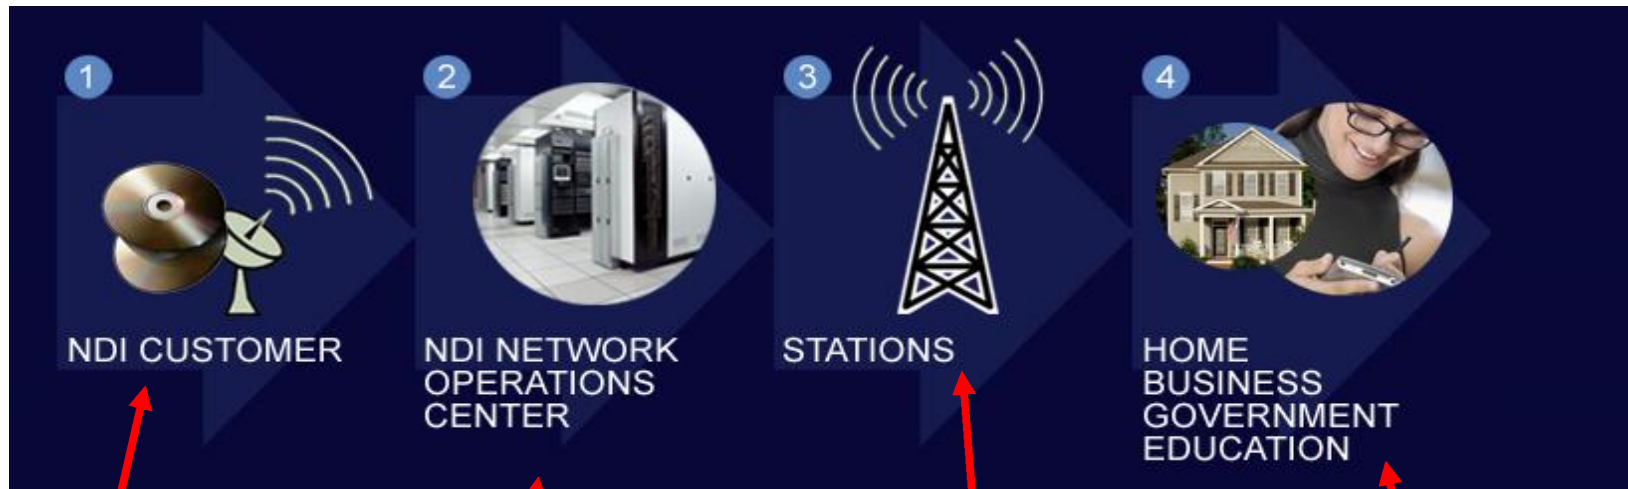 1
NDI CUSTOMER
2
NDI NETWORK
OPERATIONS
CENTER
3
STATIONS
4
HOME
BUSINESS
GOVERNMENT
EDUCATION